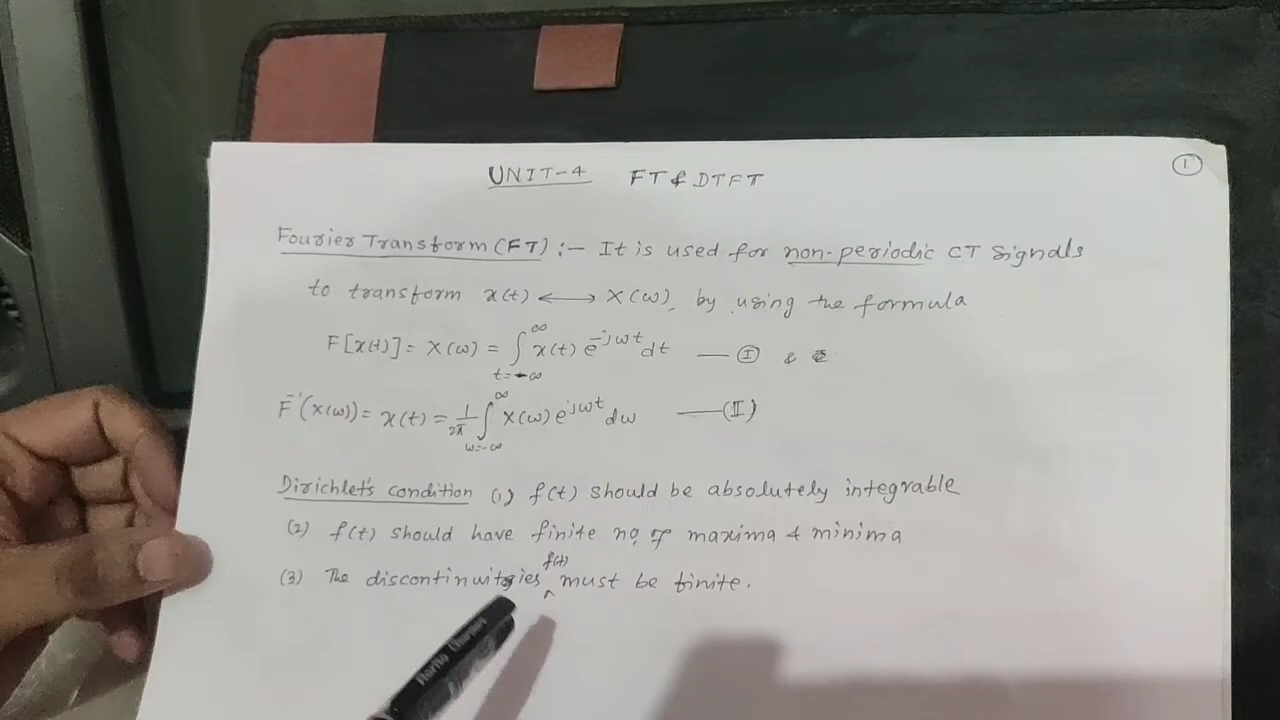 ①
UNIT-4 FT & DTFT
Fourier Transform (FT) :- It is used for non-periodic CT signals
to transform x(t) ⟷ X(ω), by using the formula
F[x(t)] = X(ω) = ∫_{t=-∞}^{∞} x(t) e^{-jωt} dt — Ⓘ &
F^{-1}(X(ω)) = x(t) = 1/2π ∫_{ω=-∞}^{∞} X(ω) e^{jωt} dω —(II)
Dirichlet's condition (1) f(t) should be absolutely integrable
(2) f(t) should have finite no. of maxima & minima
(3) The discontinuities f(t) must be finite.